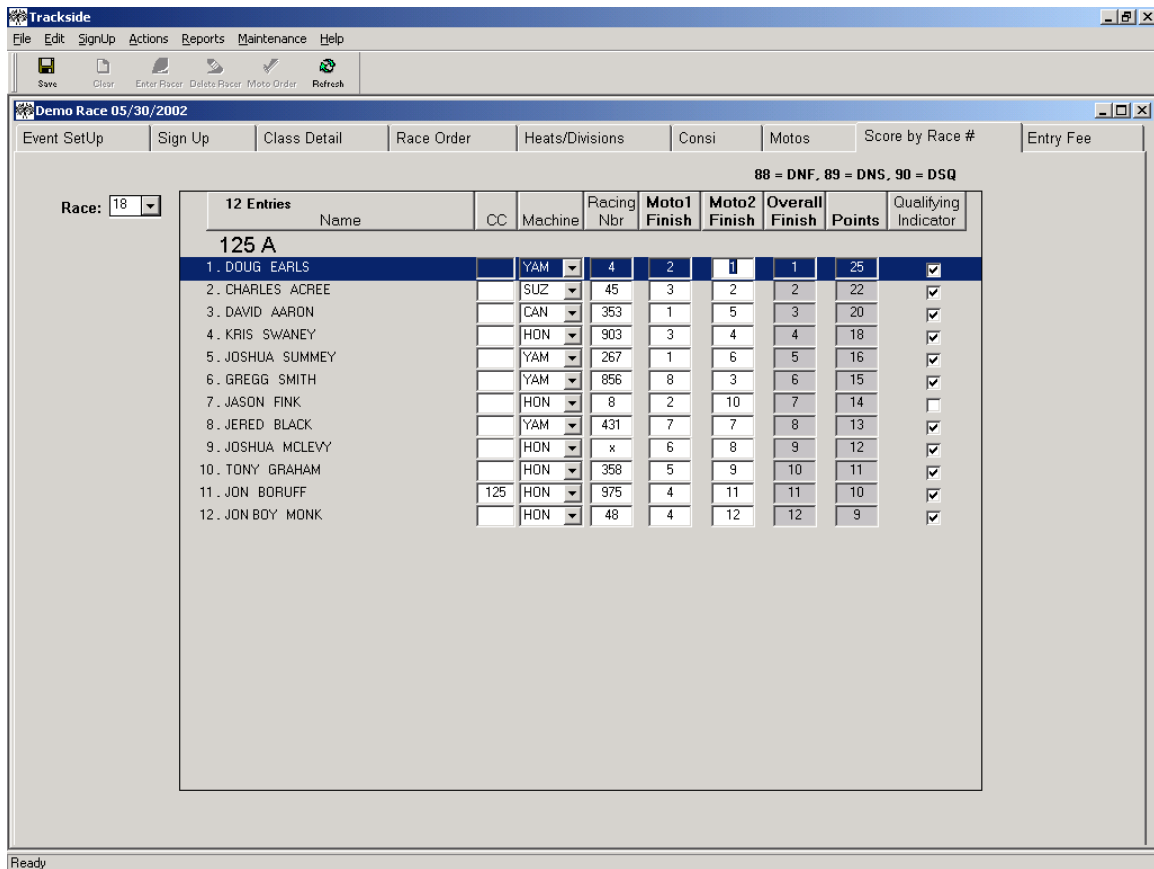 Trackside
File Edit SignUp Actions Reports Maintenance Help
Save Clear Enter Racer Delete Racer Moto Order Refresh
Demo Race 05/30/2002
Event SetUp Sign Up Class Detail Race Order Heats/Divisions Consi Motos Score by Race # Entry Fee
88 = DNF, 89 = DNS, 90 = DSQ
Race: 18
12 Entries Racing Moto1 Moto2 Overall Qualifying
Name CC Machine Nbr Finish Finish Finish Points Indicator
125 A
1. DOUG EARLS YAM 4 2 1 1 25
2. CHARLES ACREE SUZ 45 3 2 2 22
3. DAVID AARON CAN 353 1 5 3 20
4. KRIS SWANEY HON 903 3 4 4 18
5. JOSHUA SUMMEY YAM 267 1 6 5 16
6. GREGG SMITH YAM 856 8 3 6 15
7. JASON FINK HON 8 2 10 7 14
8. JERED BLACK YAM 431 7 7 8 13
9. JOSHUA MCLEVY HON x 6 8 9 12
10. TONY GRAHAM HON 358 5 9 10 11
11. JON BORUFF 125 HON 975 4 11 11 10
12. JON BOY MONK HON 48 4 12 12 9
Ready